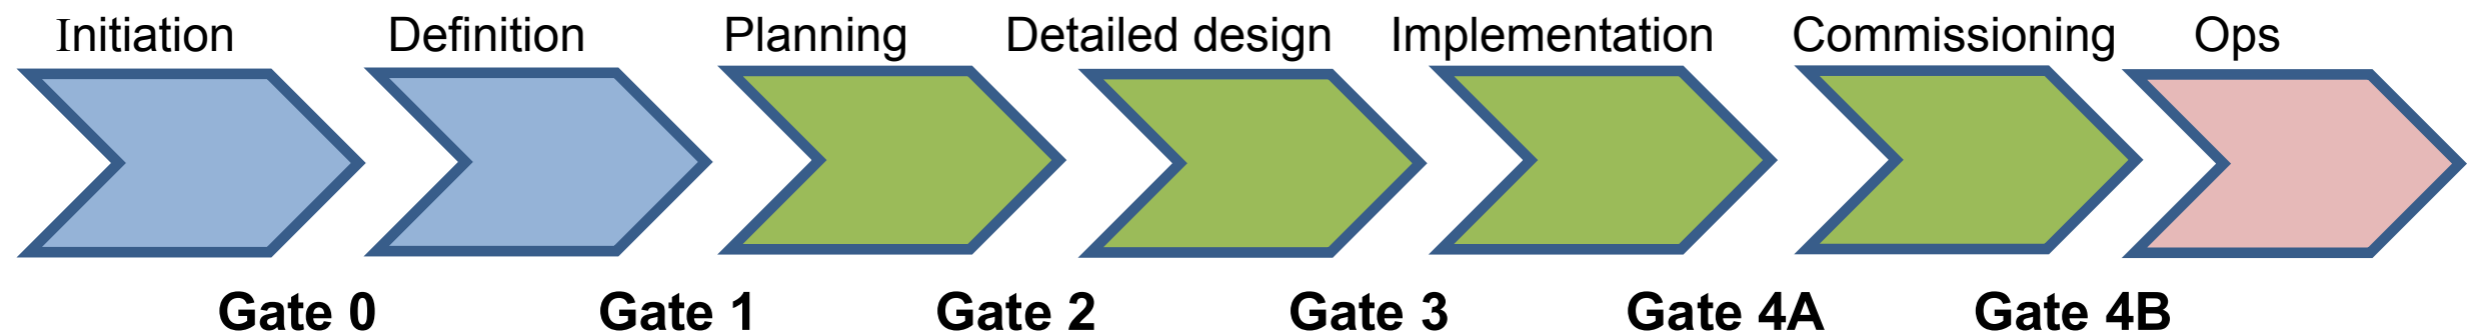 Initiation Definition Planning Detailed design Implementation Commissioning Ops
Gate 0 Gate 1 Gate 2 Gate 3 Gate 4A Gate 4B